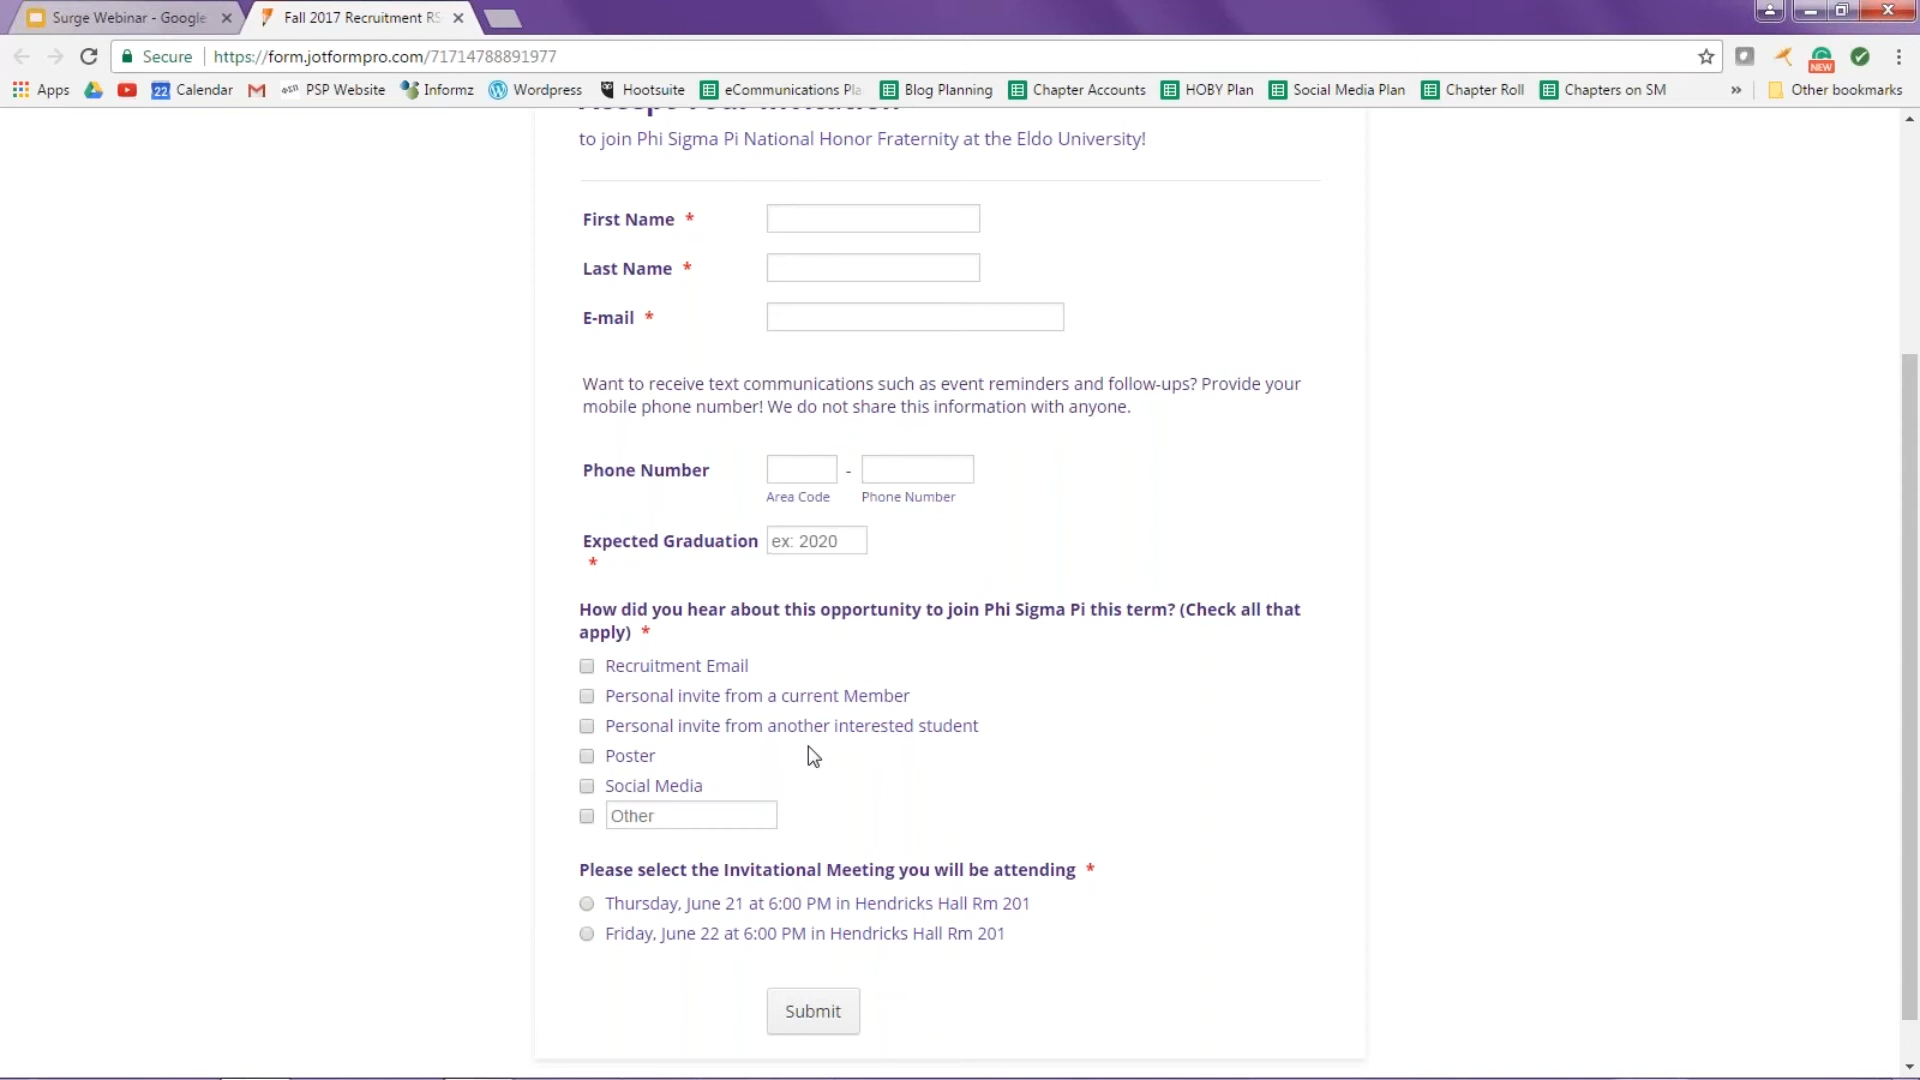 Surge Webinar - Google
Fall 2017 Recruitment RS
Secure
https://form.jotformpro.com/71714788891977
NEW
Apps
22
Calendar
PSP Website
Informz
Wordpress
Hootsuite
eCommunications Pla
Blog Planning
Chapter Accounts
HOBY Plan
Social Media Plan
Chapter Roll
Chapters on SM
»
Other bookmarks
to join Phi Sigma Pi National Honor Fraternity at the Eldo University!
First Name *
Last Name *
E-mail *
Want to receive text communications such as event reminders and follow-ups? Provide your
mobile phone number! We do not share this information with anyone.
Phone Number
-
Area Code
Phone Number
Expected Graduation
*
ex: 2020
How did you hear about this opportunity to join Phi Sigma Pi this term? (Check all that
apply) *
Recruitment Email
Personal invite from a current Member
Personal invite from another interested student
Poster
Social Media
Other
Please select the Invitational Meeting you will be attending *
Thursday, June 21 at 6:00 PM in Hendricks Hall Rm 201
Friday, June 22 at 6:00 PM in Hendricks Hall Rm 201
Submit